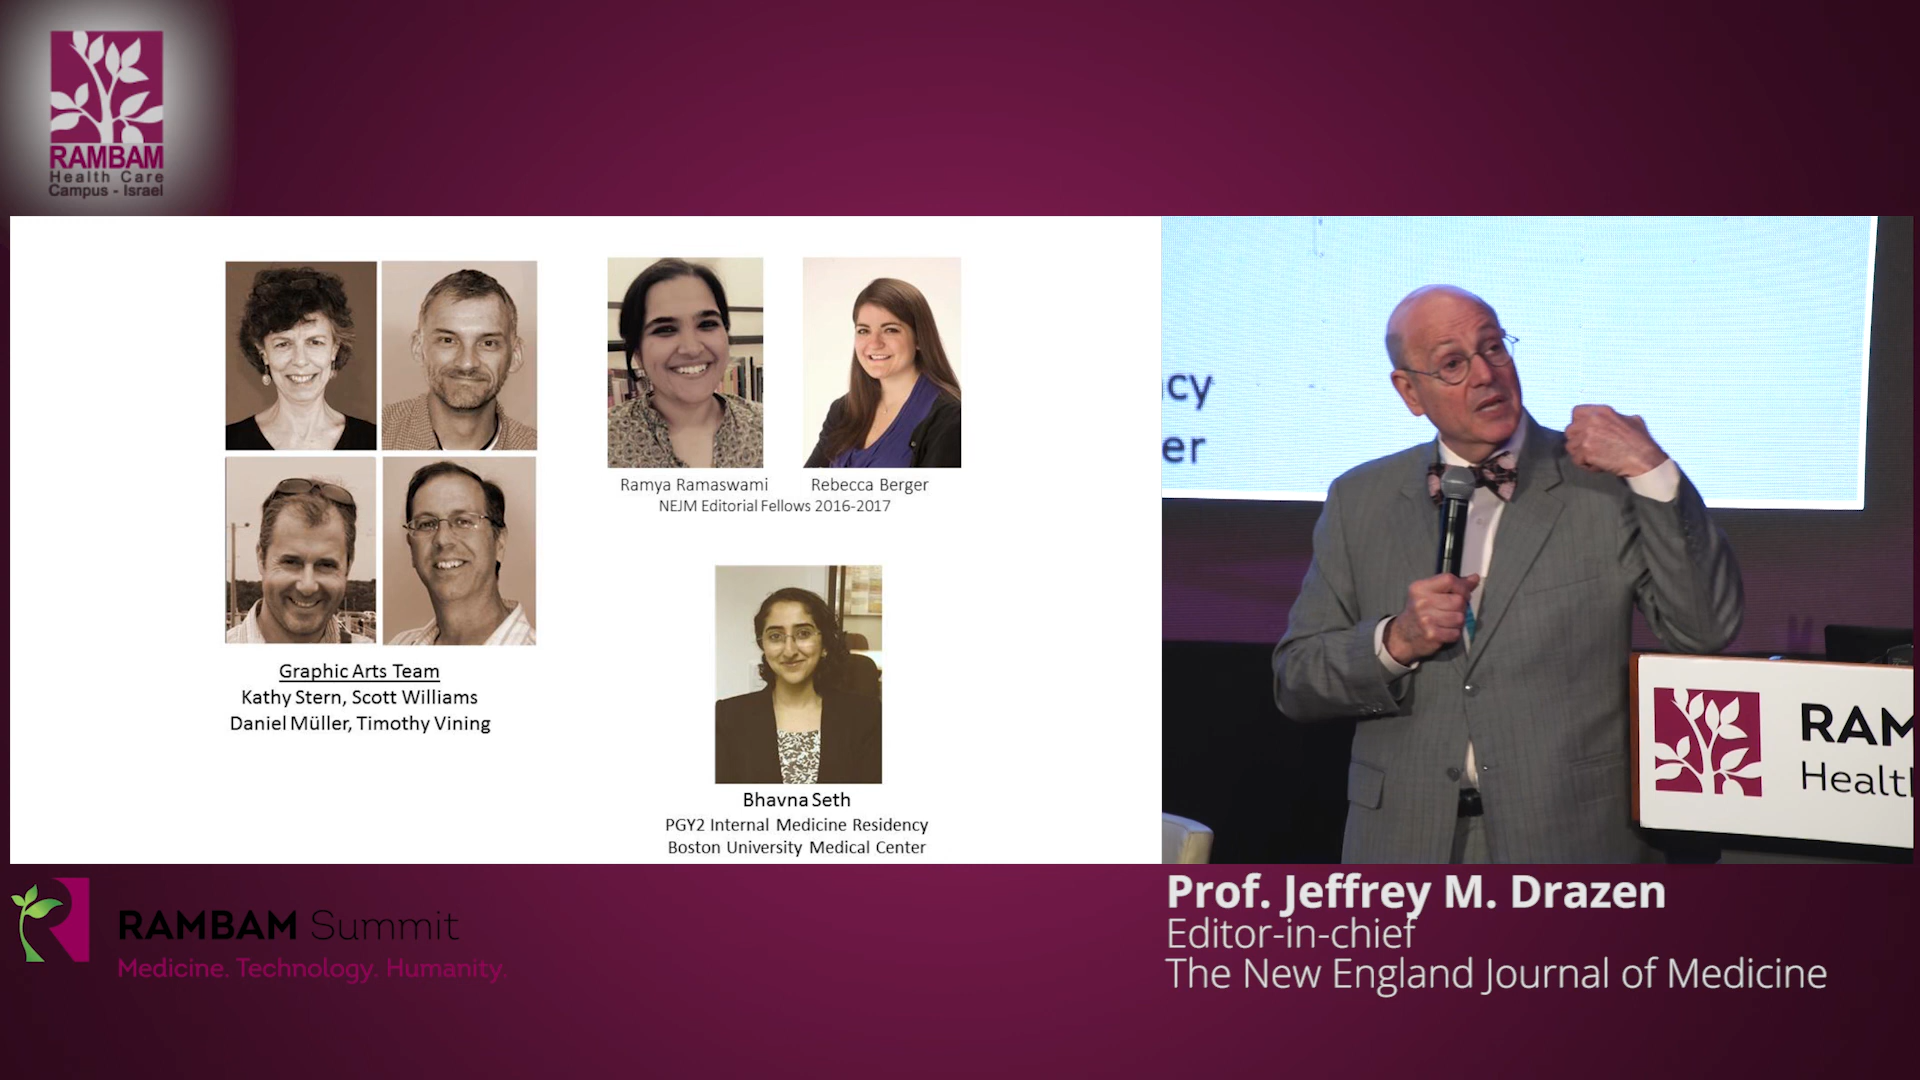 RAMBAM
Health Care
Campus - Israel
Graphic Arts Team
Kathy Stern, Scott Williams
Daniel Müller, Timothy Vining
Ramya Ramaswami
Rebecca Berger
NEJM Editorial Fellows 2016-2017
Bhavna Seth
PGY2 Internal Medicine Residency
Boston University Medical Center
cy
er
RAM
Healt
Prof. Jeffrey M. Drazen
Editor-in-chief
The New England Journal of Medicine
RAMBAM Summit
Medicine. Technology. Humanity.